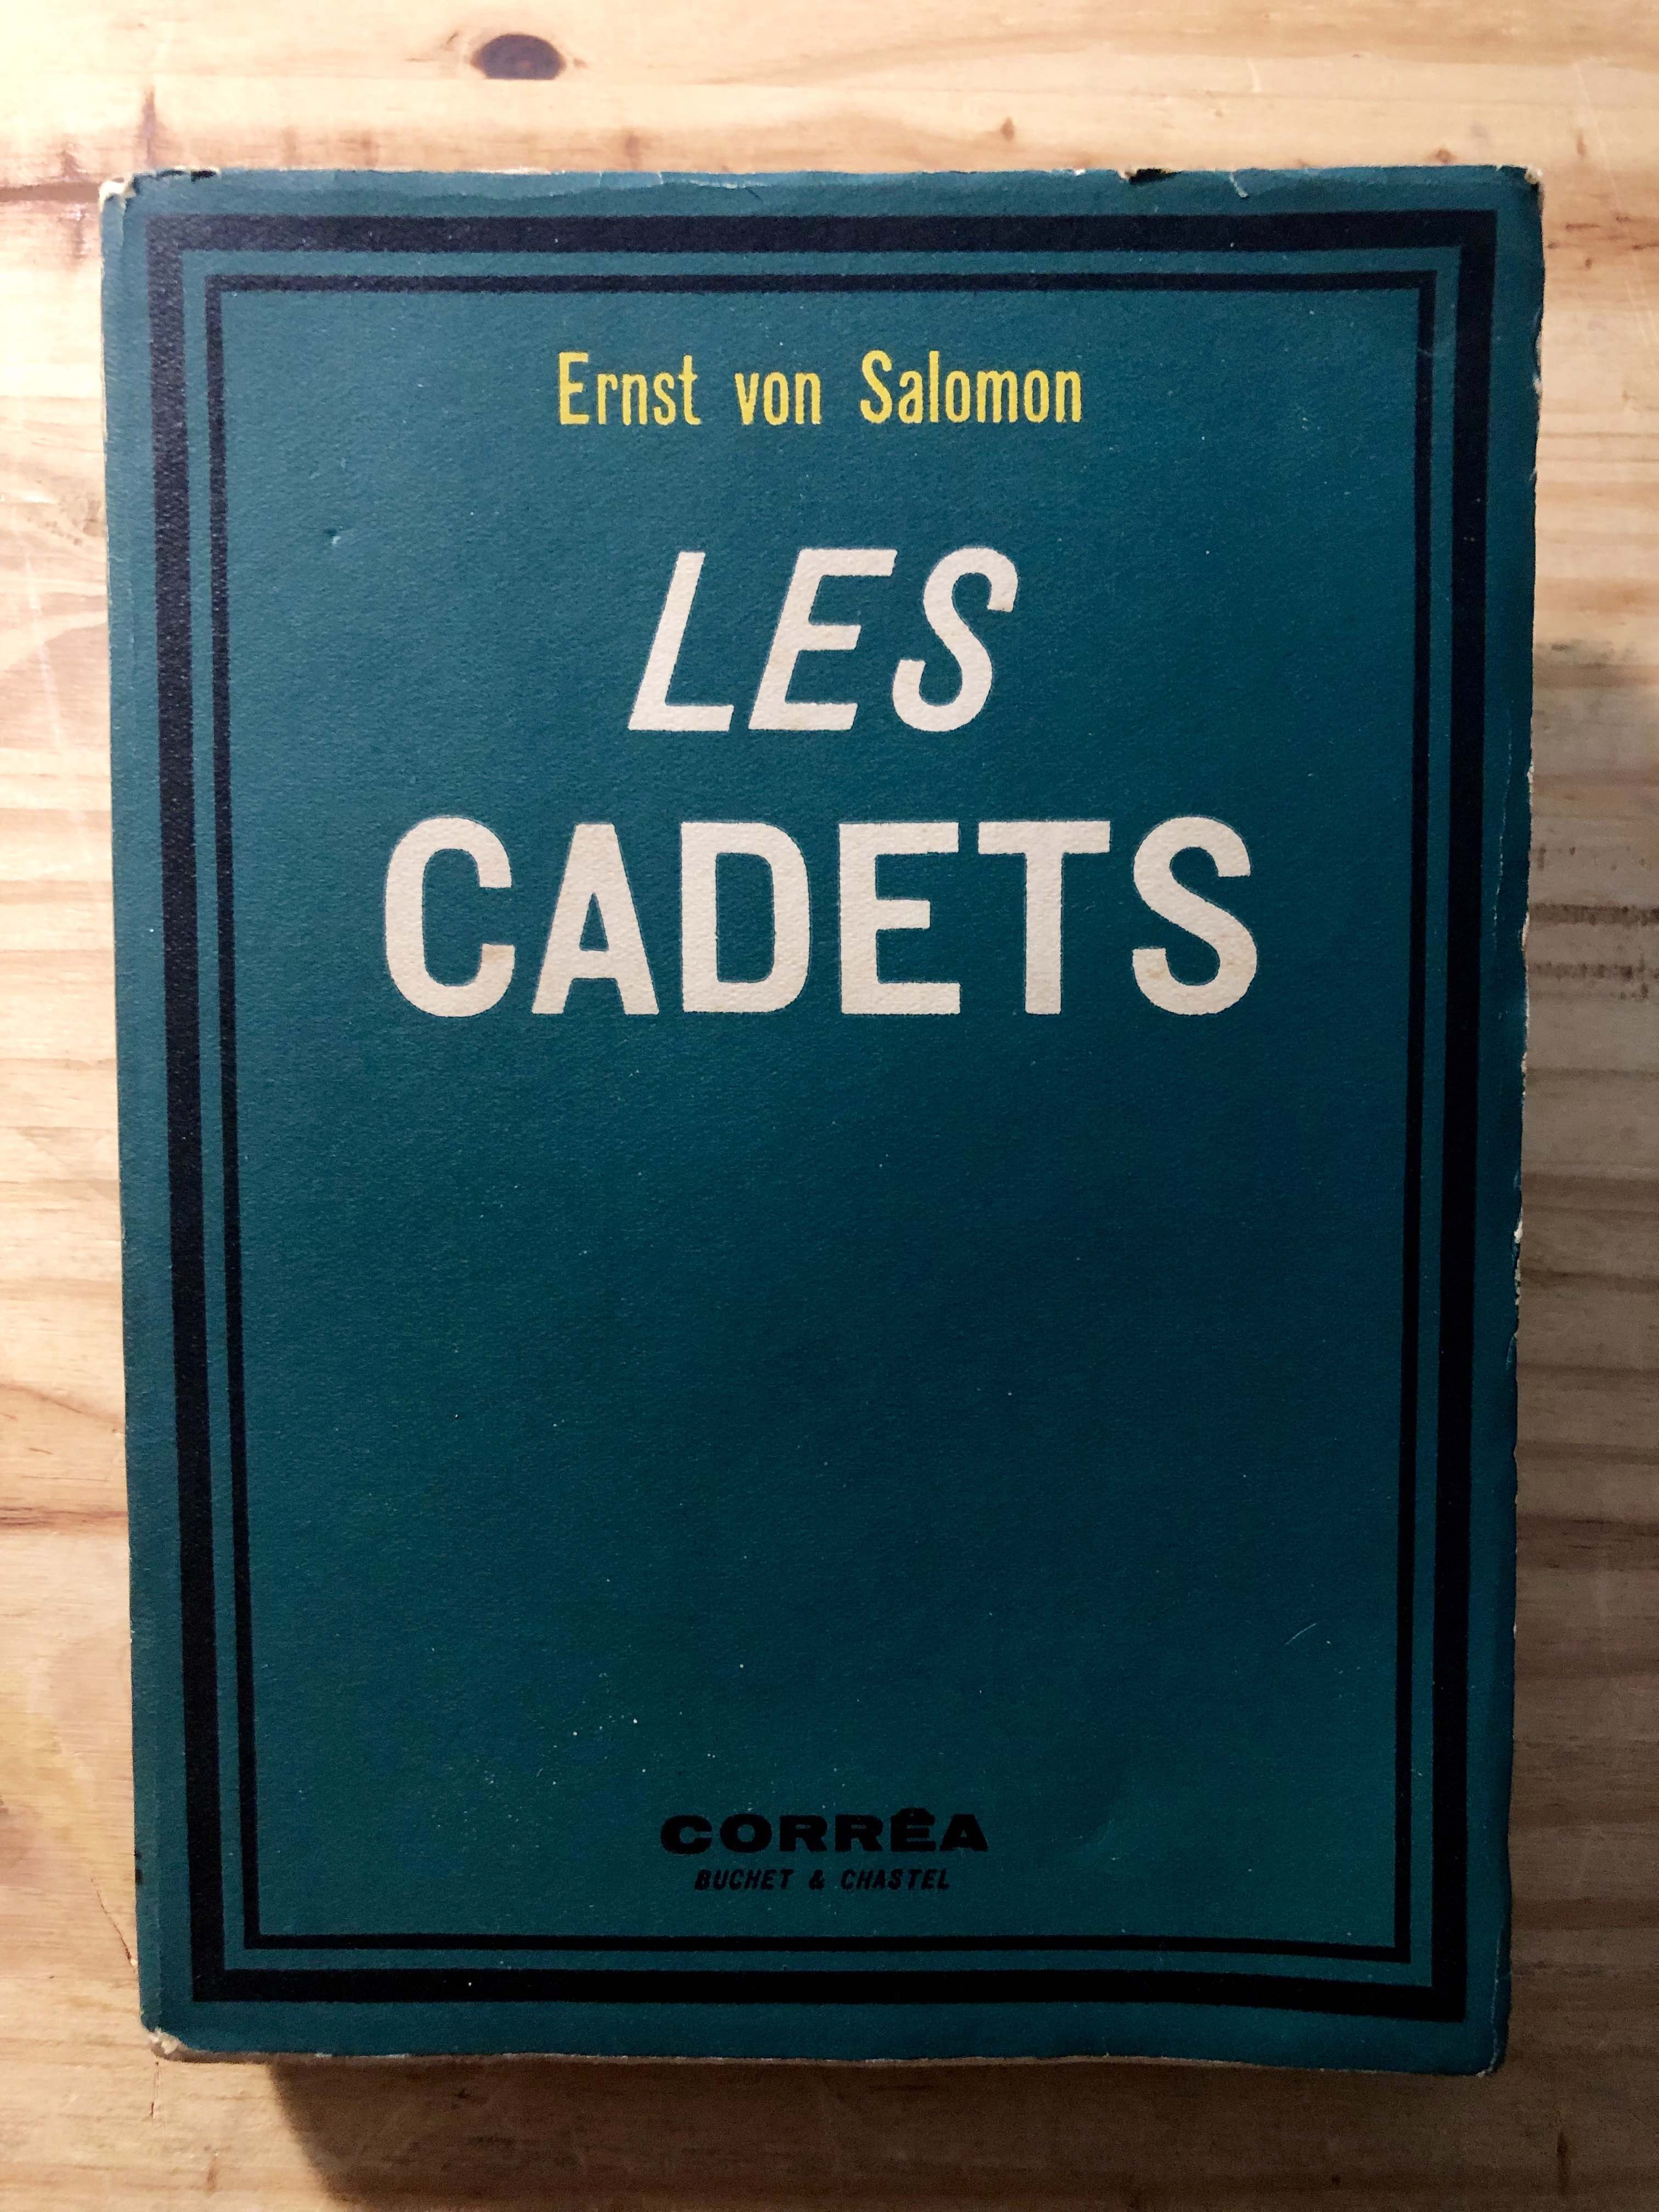 Ernst von Salomon
LES
CADETS
CORRÊA
BUCHET & CHASTEL